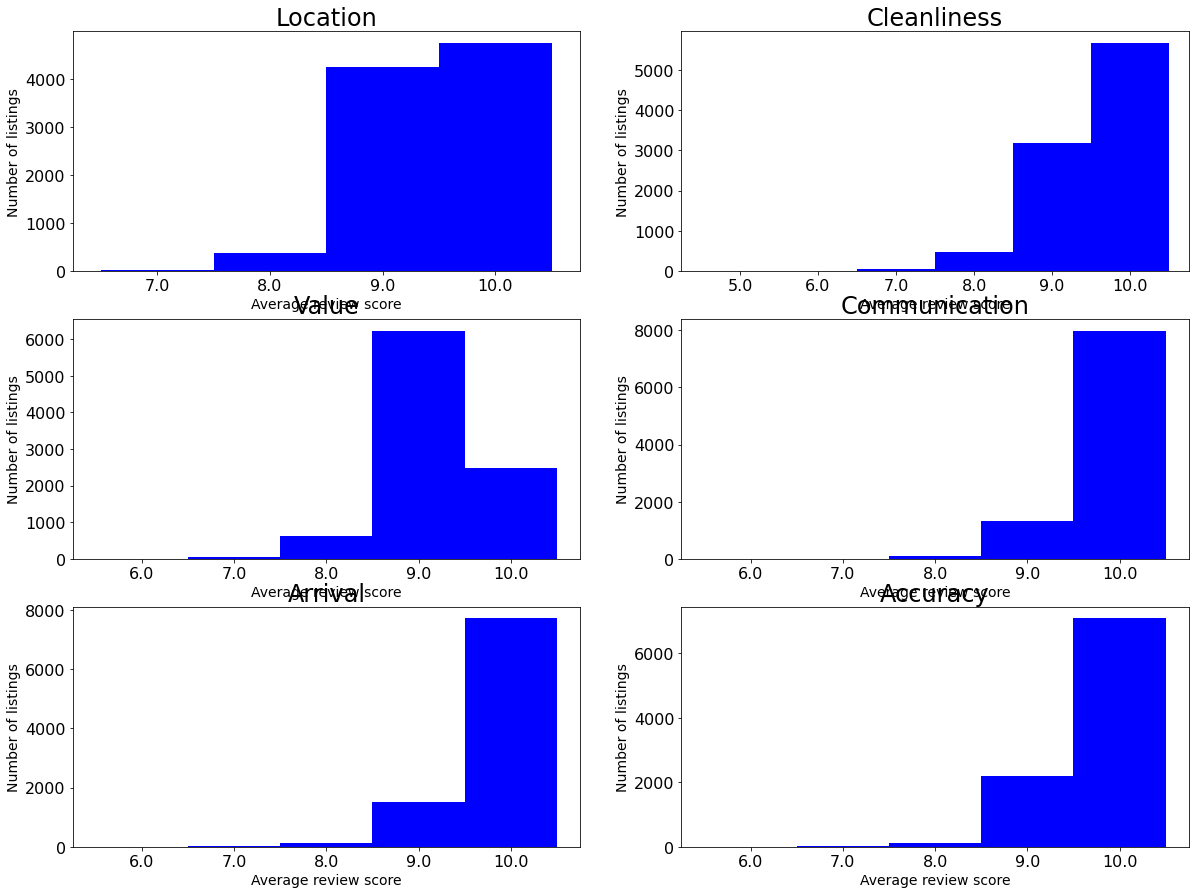 Location
Number of listings
4000
3000
2000
1000
0
7.0 8.0 9.0 10.0
Average review score
Cleanliness
Number of listings
5000
4000
3000
2000
1000
0
5.0 6.0 7.0 8.0 9.0 10.0
Average review score
Value
Number of listings
6000
5000
4000
3000
2000
1000
0
6.0 7.0 8.0 9.0 10.0
Average review score
Communication
Number of listings
8000
6000
4000
2000
0
6.0 7.0 8.0 9.0 10.0
Average review score
Arrival
Number of listings
8000
6000
4000
2000
0
6.0 7.0 8.0 9.0 10.0
Average review score
Accuracy
Number of listings
6000
4000
2000
0
6.0 7.0 8.0 9.0 10.0
Average review score